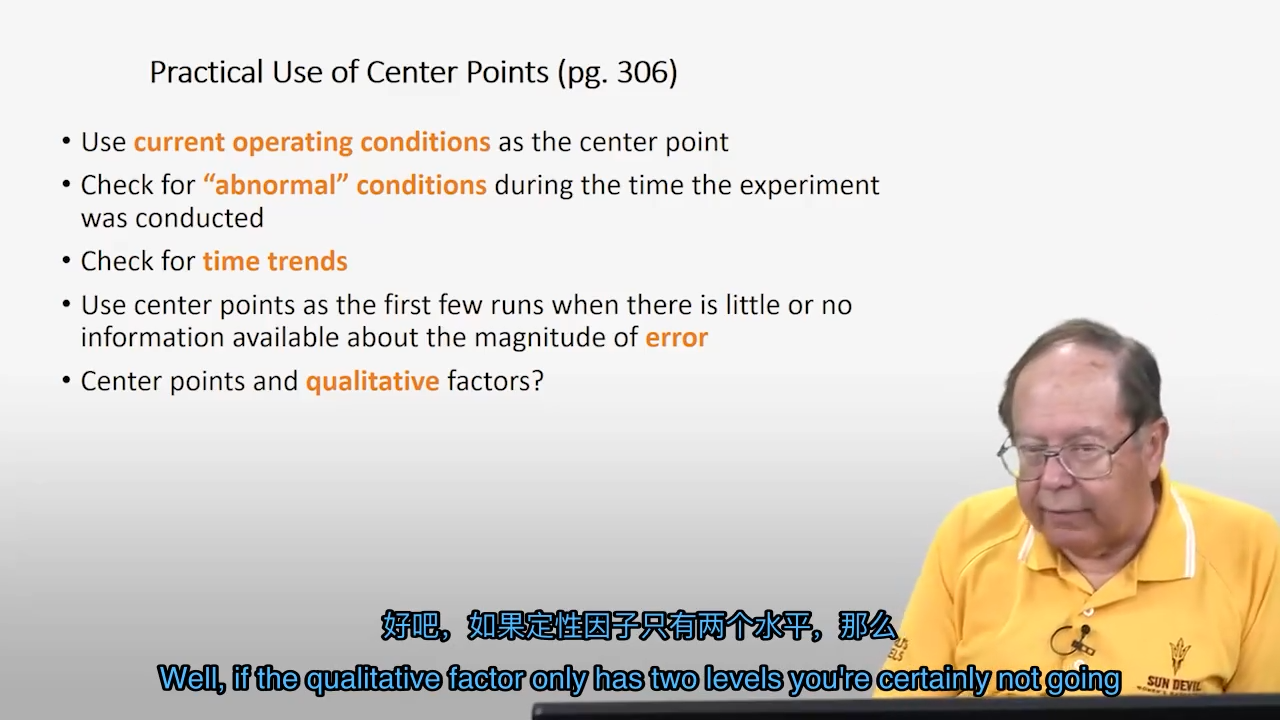 Practical Use of Center Points (pg. 306)
• Use current operating conditions as the center point
• Check for “abnormal” conditions during the time the experiment
was conducted
• Check for time trends
• Use center points as the first few runs when there is little or no
information available about the magnitude of error
• Center points and qualitative factors?
好吧，如果定性因子只有两个水平，那么
Well, if the qualitative factor only has two levels you're certainly not going
SUN DEVIL